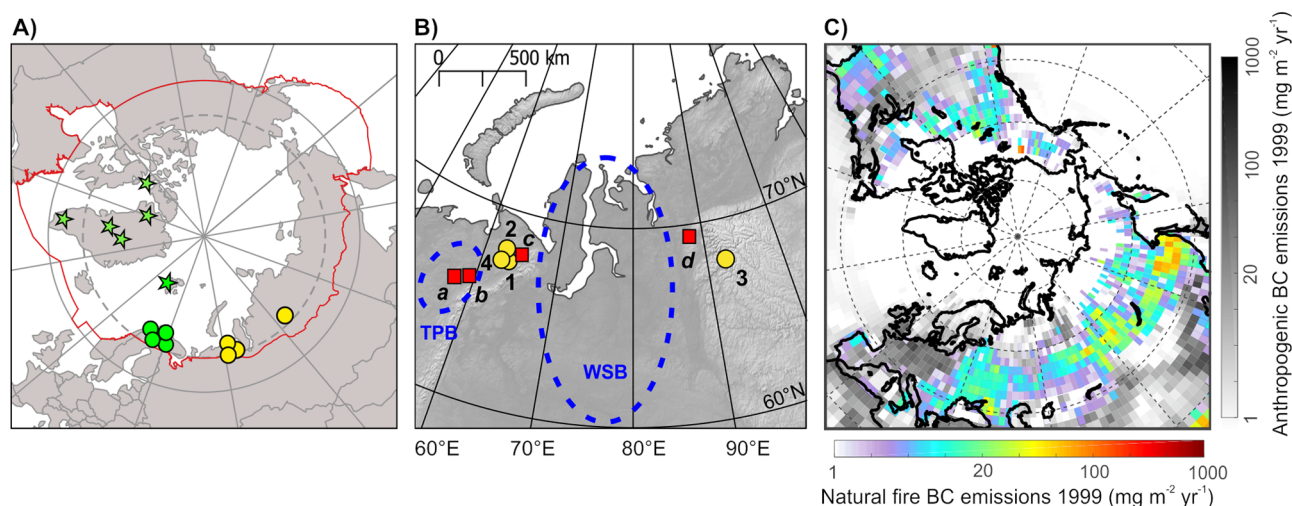 A)
B)
0 500 km
70°N
2
c
4
1
a
b
d
3
TPB
WSB
60°N
60°E 70°E 80°E 90°E
C)
1 20 100 1000
Natural fire BC emissions 1999 (mg m⁻² yr⁻¹)
1 20 100 1000
Anthropogenic BC emissions 1999 (mg m⁻² yr⁻¹)